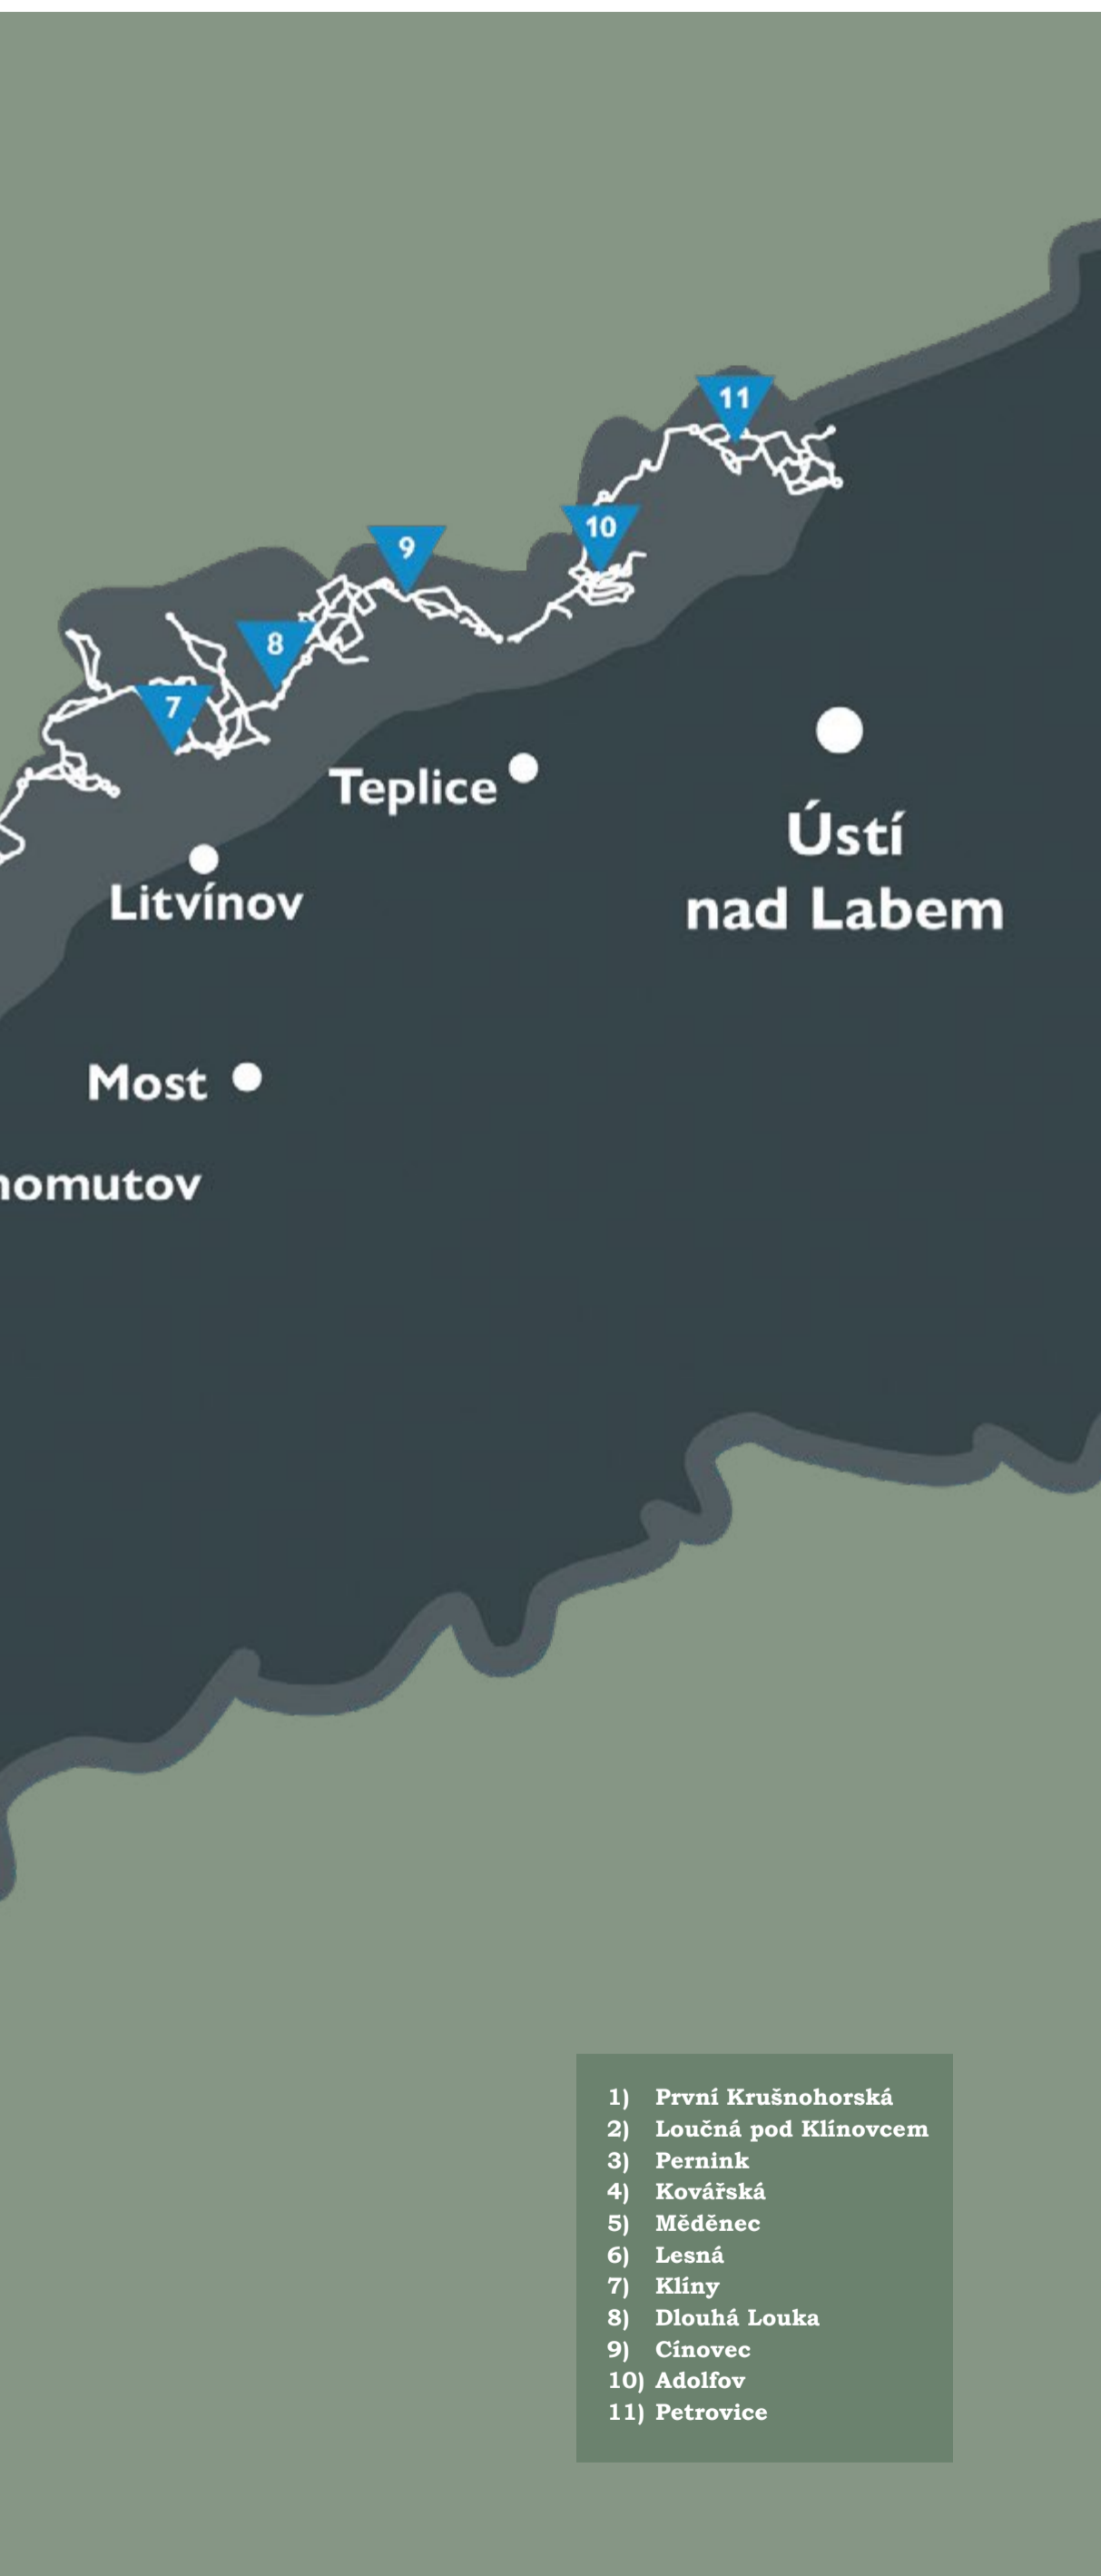 11
10
9
8
7
Teplice
Ústí
nad Labem
Litvínov
Most
homutov
1) První Krušnohorská
2) Loučná pod Klínovcem
3) Pernink
4) Kovářská
5) Měděnec
6) Lesná
7) Klíny
8) Dlouhá Louka
9) Cínovec
10) Adolfov
11) Petrovice